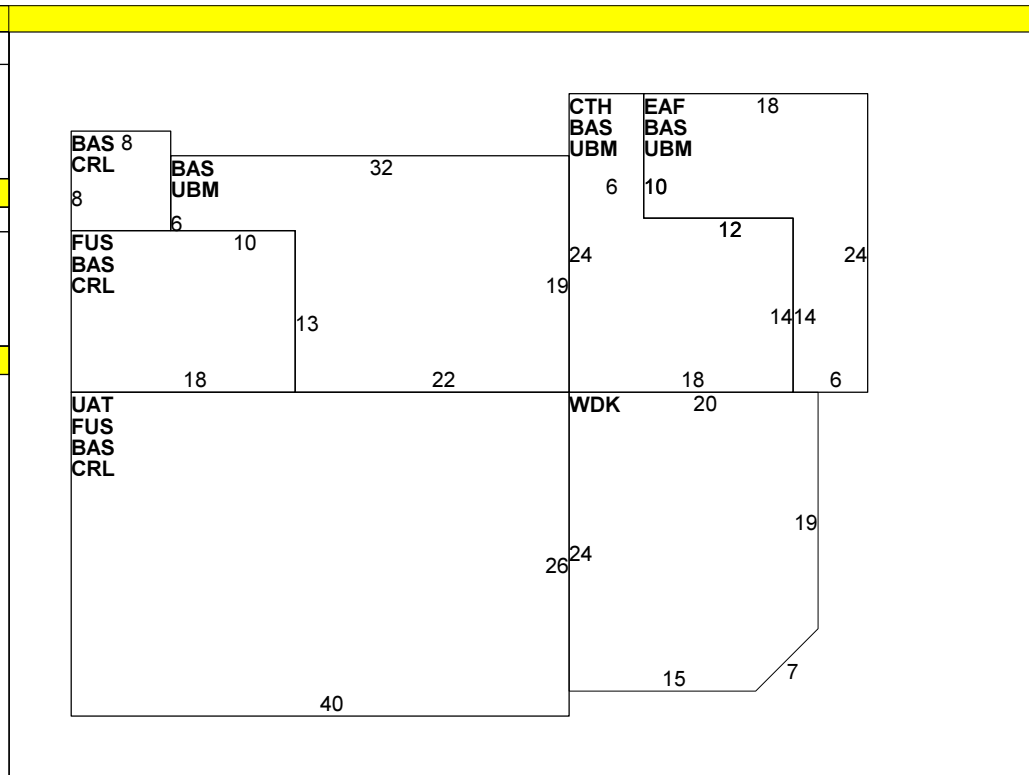 CTH EAF 18
BAS BAS
UBM UBM
BAS 8
CRL
BAS 32
UBM
6 10
8
6
FUS 10
BAS
CRL
12
24 24
19
13
14 14
18 22 18 6
UAT
FUS
BAS
CRL
WDK 20
19
26 24
15 7
40